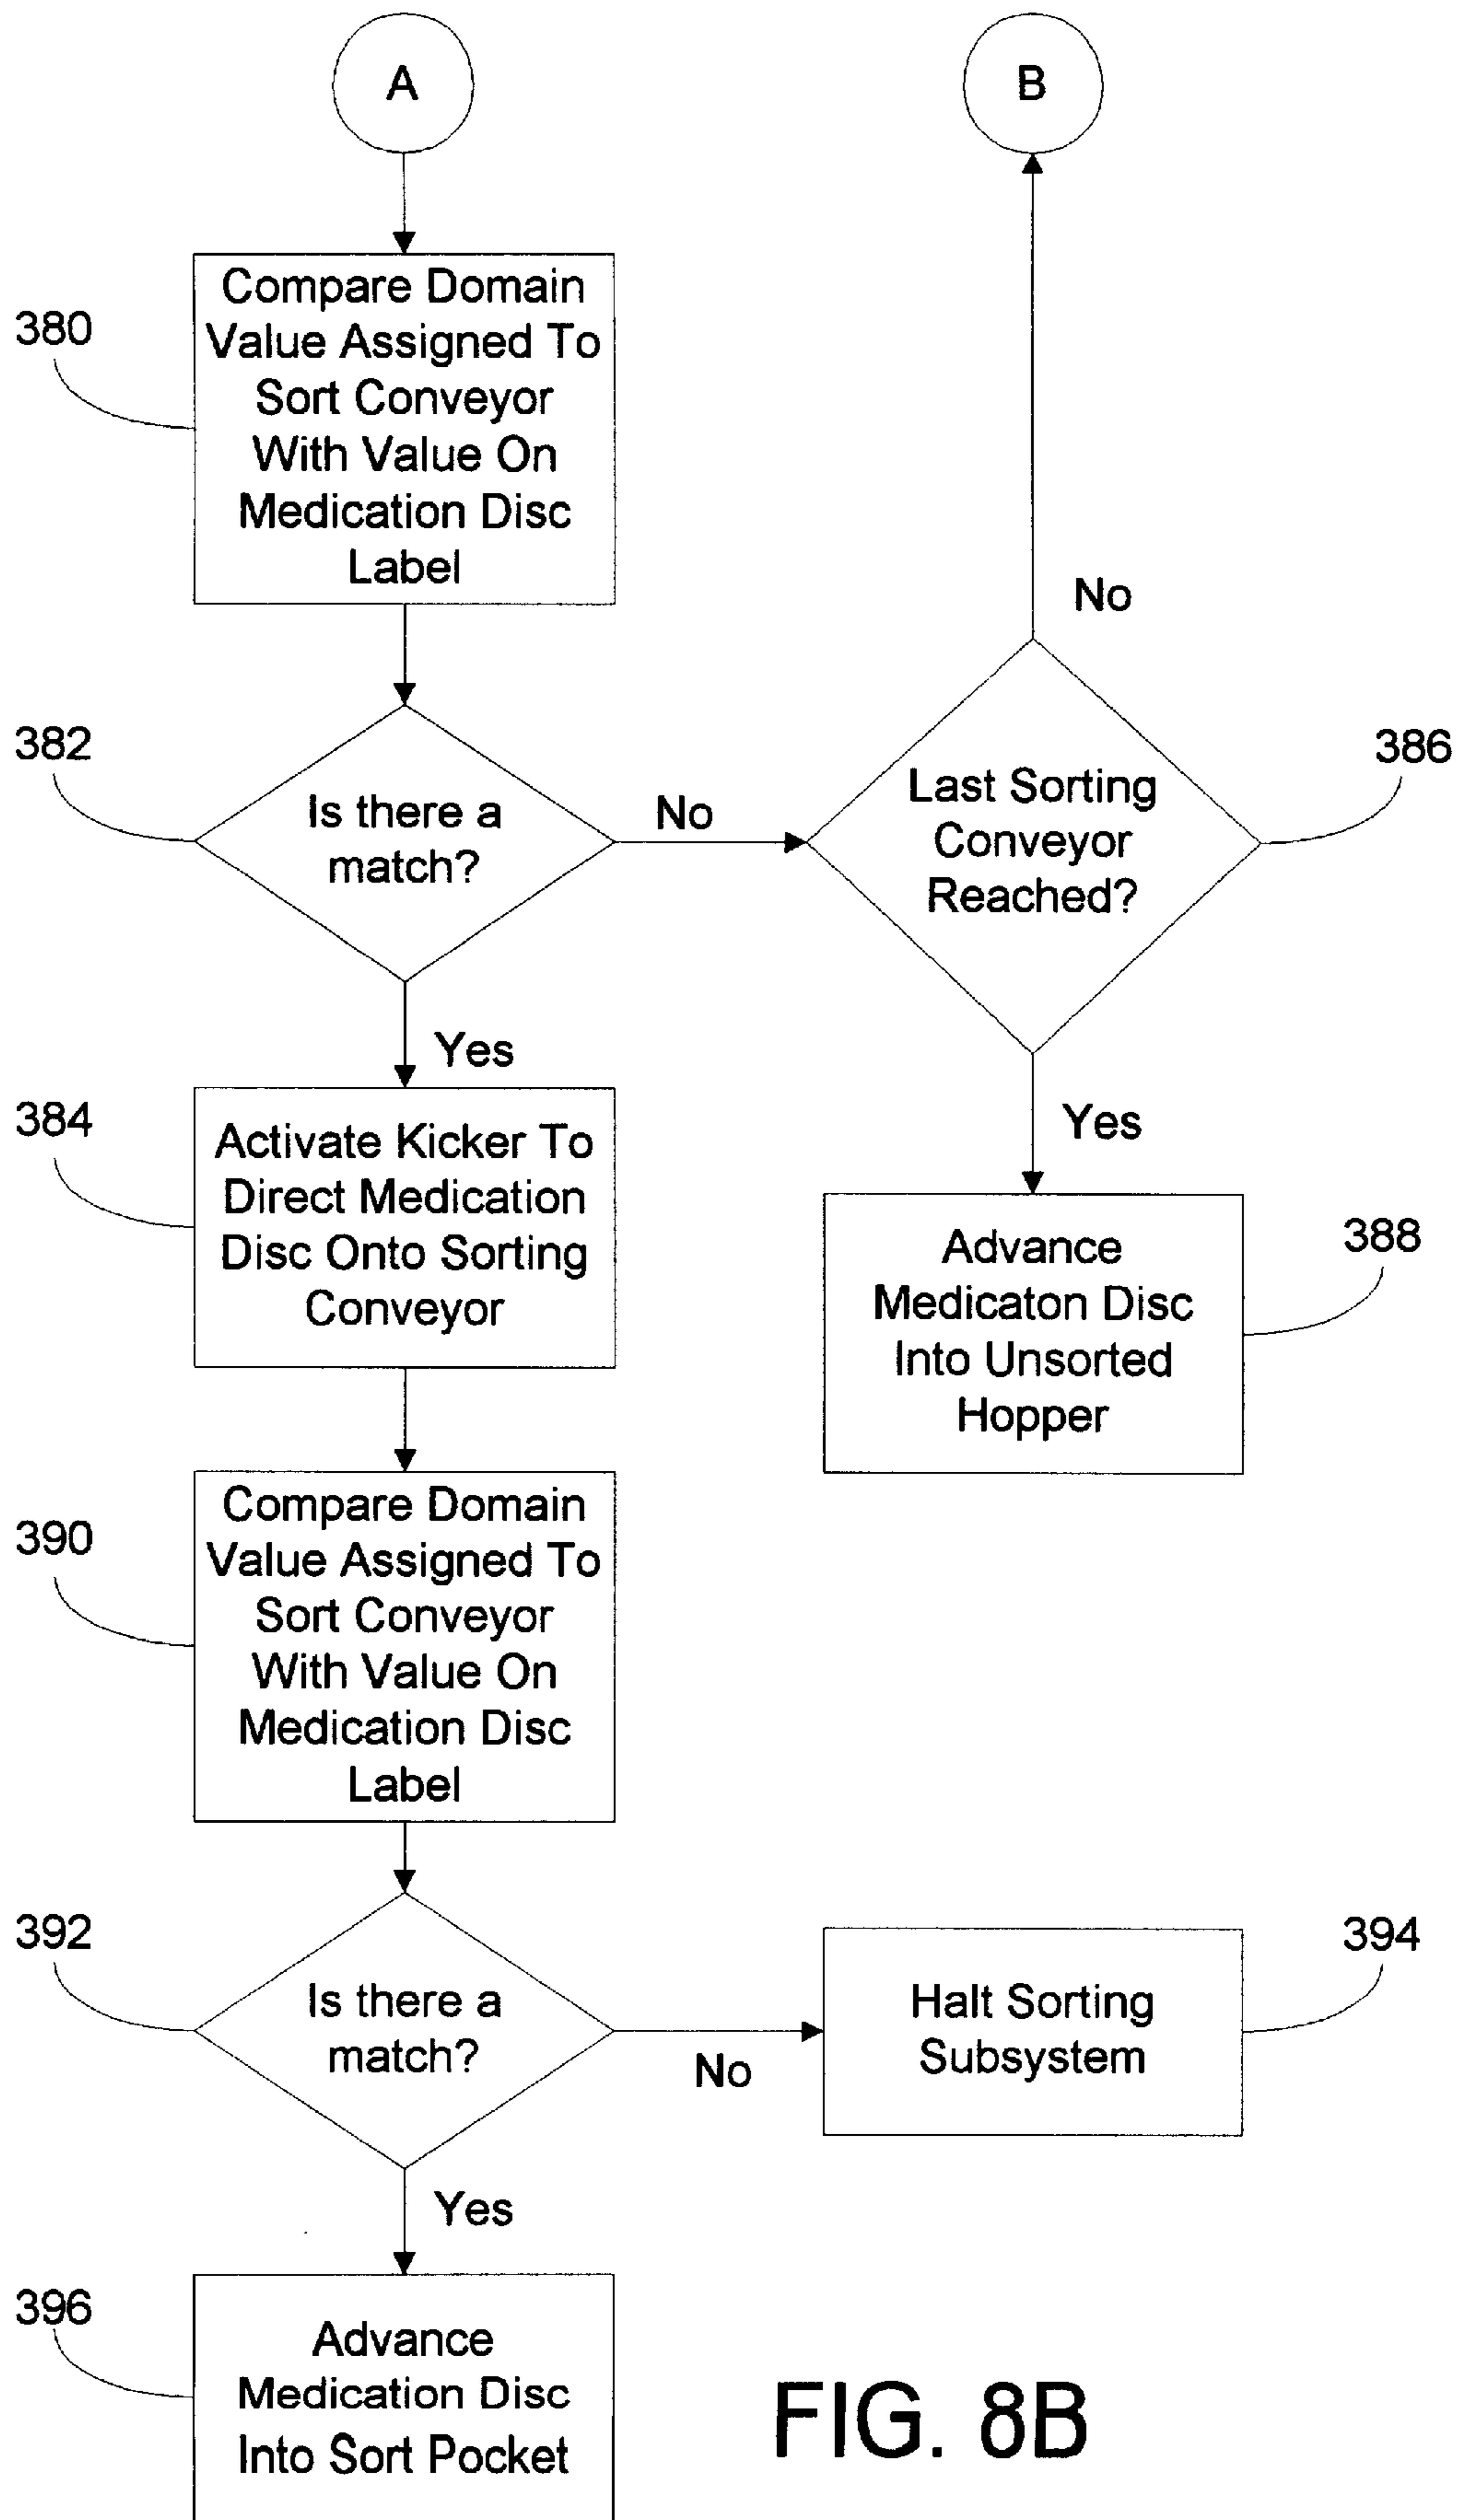 A
B
380
Compare Domain
Value Assigned To
Sort Conveyor
With Value On
Medication Disc
Label
No
382
Is there a
match?
No
Last Sorting
Conveyor
Reached?
386
Yes
Yes
384
Activate Kicker To
Direct Medication
Disc Onto Sorting
Conveyor
Advance
Medicaton Disc
Into Unsorted
Hopper
388
390
Compare Domain
Value Assigned To
Sort Conveyor
With Value On
Medication Disc
Label
392
Is there a
match?
No
Halt Sorting
Subsystem
394
Yes
396
Advance
Medication Disc
Into Sort Pocket
FIG. 8B